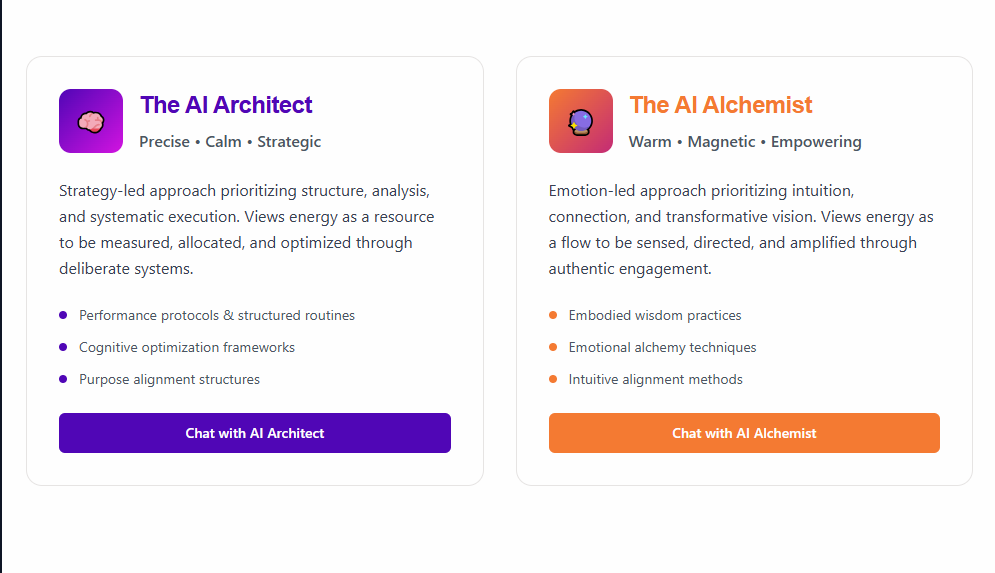 The AI Architect
Precise • Calm • Strategic
Strategy-led approach prioritizing structure, analysis,
and systematic execution. Views energy as a resource
to be measured, allocated, and optimized through
deliberate systems.
Performance protocols & structured routines
Cognitive optimization frameworks
Purpose alignment structures
Chat with AI Architect
The AI Alchemist
Warm • Magnetic • Empowering
Emotion-led approach prioritizing intuition,
connection, and transformative vision. Views energy as
a flow to be sensed, directed, and amplified through
authentic engagement.
Embodied wisdom practices
Emotional alchemy techniques
Intuitive alignment methods
Chat with AI Alchemist